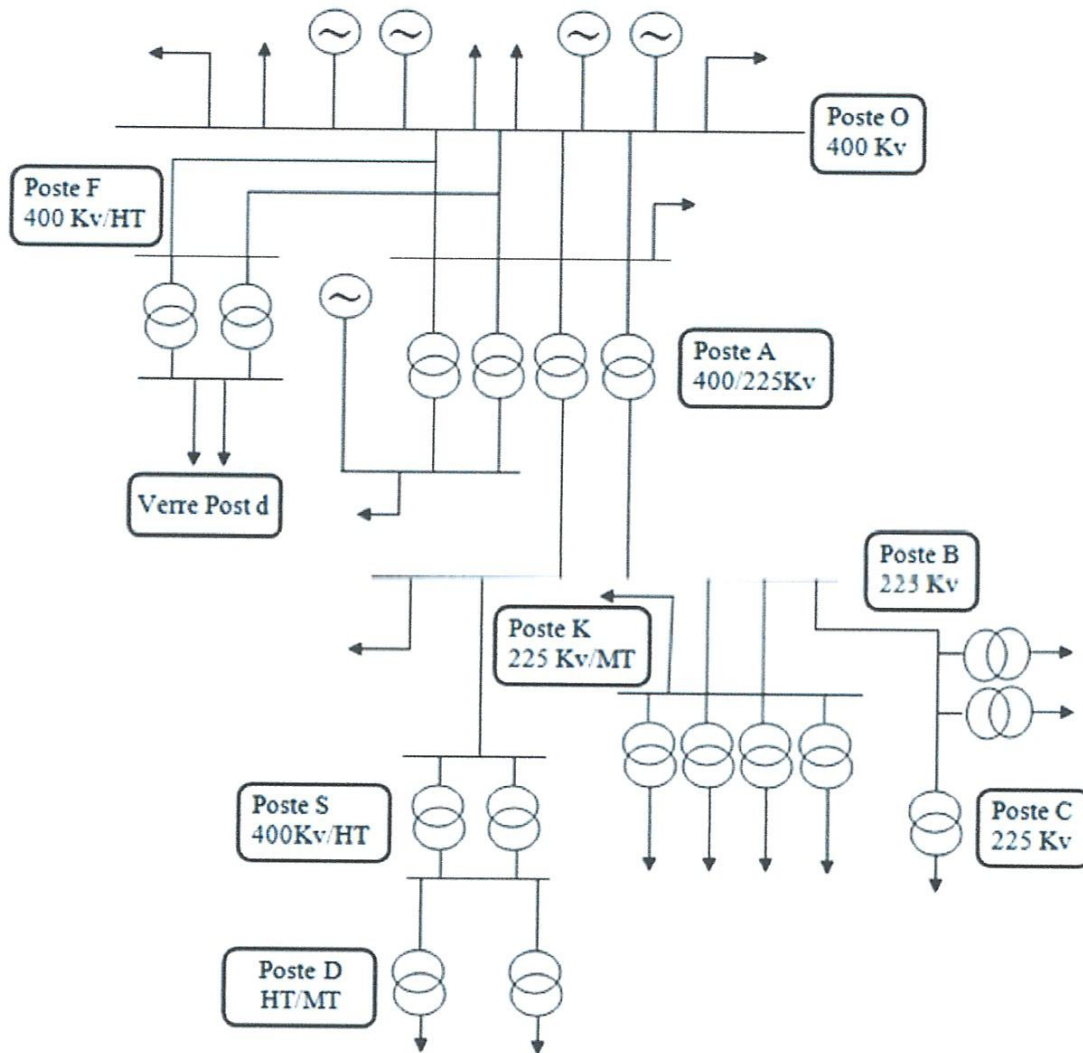 Poste O
400 Kv
Poste F
400 Kv/HT
Poste A
400/225Kv
Verre Post d
Poste B
225 Kv
Poste K
225 Kv/MT
Poste S
400Kv/HT
Poste C
225 Kv
Poste D
HT/MT